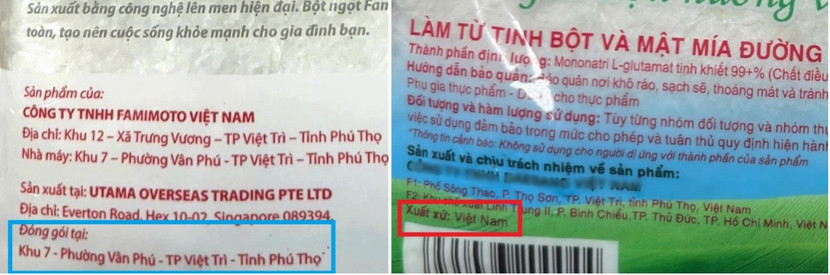 Sản xuất bằng công nghệ lên men hiện đại. Bột ngọt Fam
toàn, tạo nên cuộc sống khỏe mạnh cho gia đình bạn.
Sản phẩm của:
CÔNG TY TNHH FAMIMOTO VIỆT NAM
Địa chỉ: Khu 12 – Xã Trưng Vương – TP Việt Trì – Tỉnh Phú Thọ
Nhà máy: Khu 7 – Phường Vân Phú - TP Việt Trì – Tỉnh Phú Thọ
Sản xuất tại: UTAMA OVERSEAS TRADING PTE LTD
Địa chỉ: Everton Road, Hex 10-02, Singapore 089394.
Đóng gói tại:
Khu 7 - Phường Vân Phú - TP Việt Trì - Tỉnh Phú Thọ
LÀM TỪ TINH BỘT VÀ MẬT MÍA ĐƯỜNG
Thành phần định lượng: Mononatri L-glutamat tinh khiết 99+% (Chất điều
Hướng dẫn bảo quản: Bảo quản nơi khô ráo, sạch sẽ, thoáng mát và tránh
Phụ gia thực phẩm - Dùng cho thực phẩm
Đối tượng và hàm lượng sử dụng: Tùy từng nhóm đối tượng và nhóm thự
việc sử dụng đảm bảo trong mức cho phép và tuân thủ quy định hiện hành
*Thông tin cảnh báo: Không sử dụng cho người dị ứng với thành phần của sản phẩm
Sản xuất và chịu trách nhiệm về sản phẩm:
F1: Phố Sông Thao, P. Thọ Sơn, TP. Việt Trì, tỉnh Phú Thọ, Việt Nam
F2: Khu chế xuất Linh Trung II, P. Bình Chiểu, TP. Thủ Đức, TP. Hồ Chí Minh, Việt N
Xuất xứ: Việt Nam